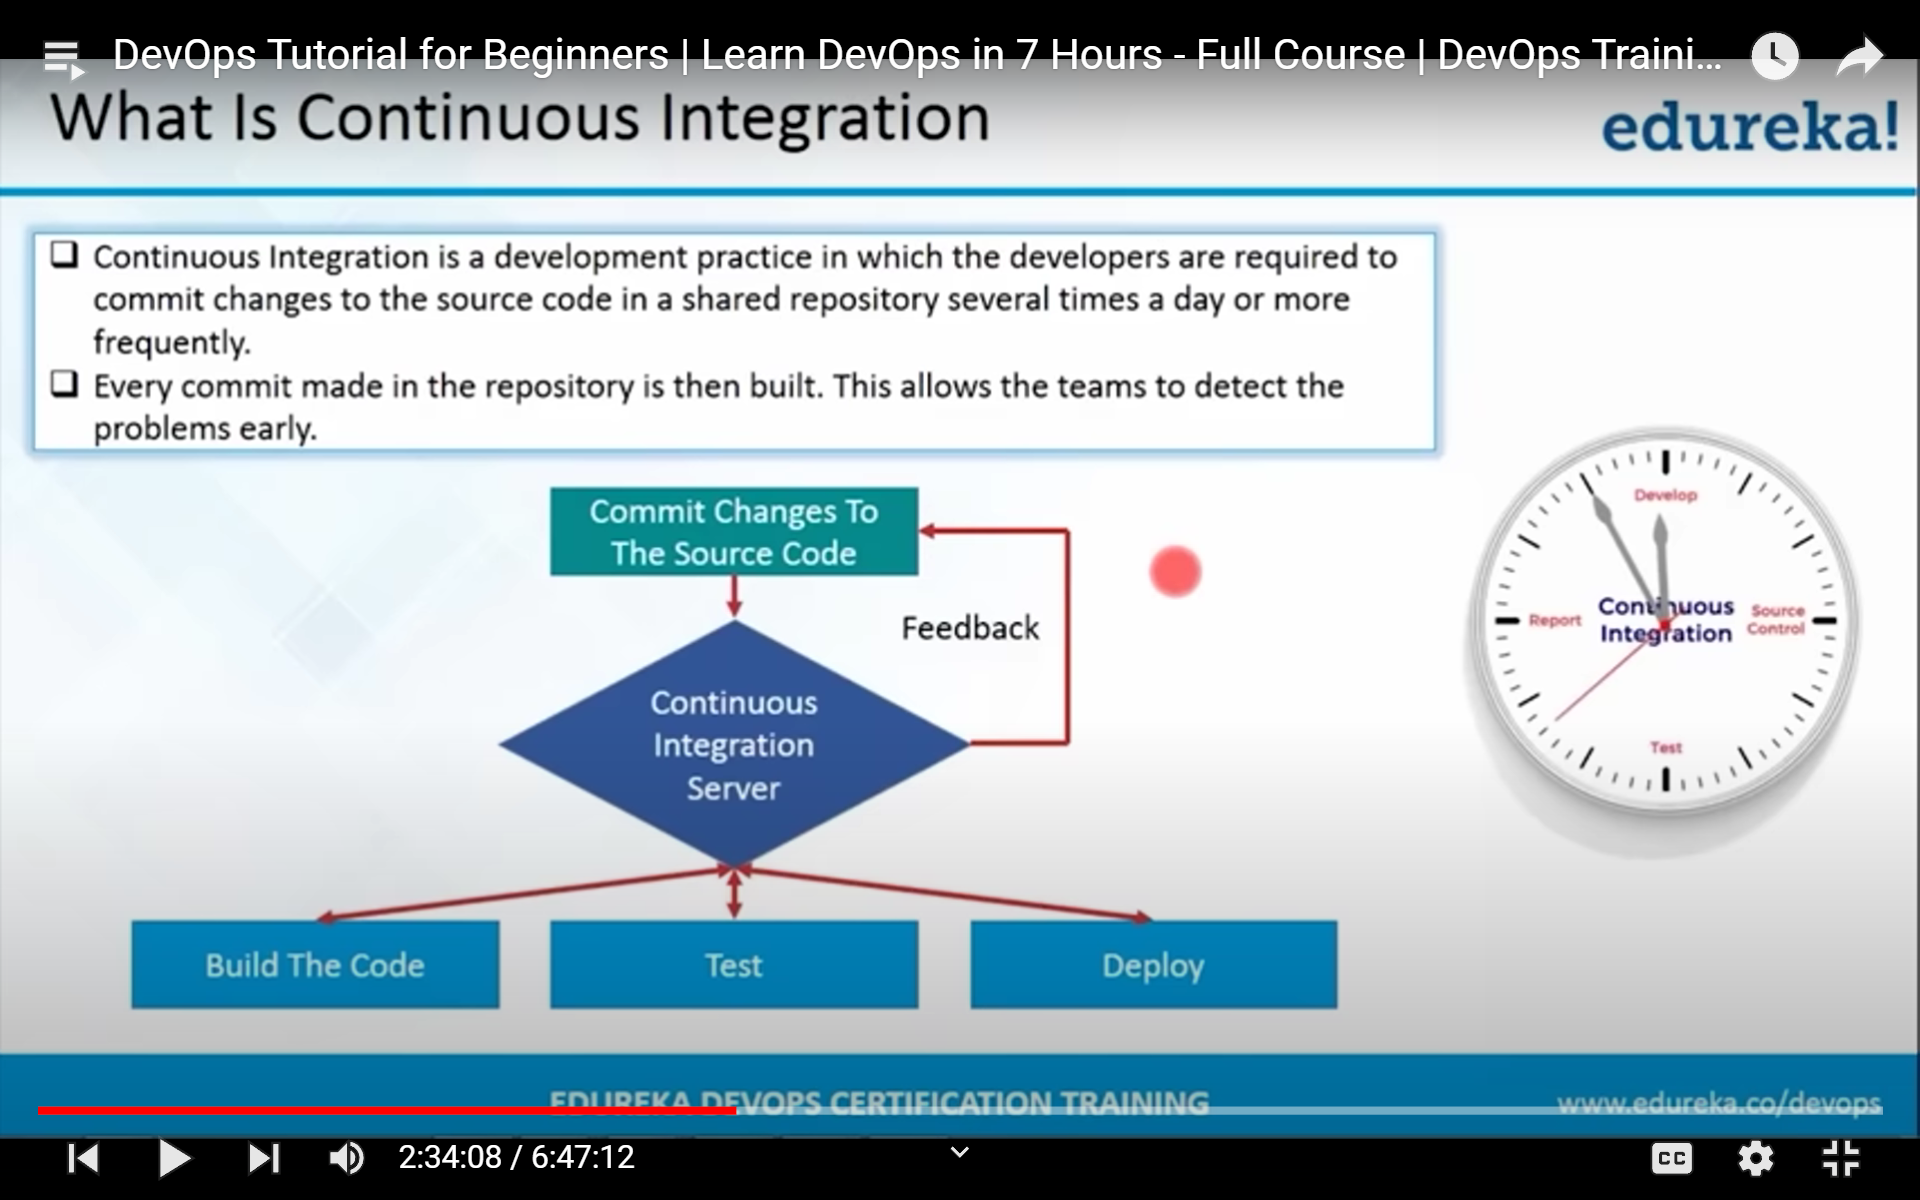 DevOps Tutorial for Beginners | Learn DevOps in 7 Hours - Full Course | DevOps Traini...
What Is Continuous Integration
edureka!
Continuous Integration is a development practice in which the developers are required to
commit changes to the source code in a shared repository several times a day or more
frequently.
Every commit made in the repository is then built. This allows the teams to detect the
problems early.
Commit Changes To
The Source Code
Feedback
Continuous
Integration
Server
Build The Code
Test
Deploy
Develop
Report
Continuous
Integration
Source
Control
Test
EDUREKA DEVOPS CERTIFICATION TRAINING
www.edureka.co/devops
2:34:08 / 6:47:12
CC